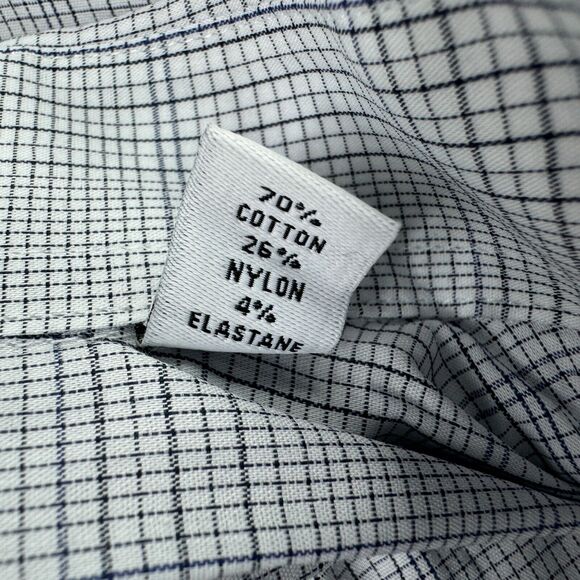 70%
COTTON
26%
NYLON
4%
ELASTANE